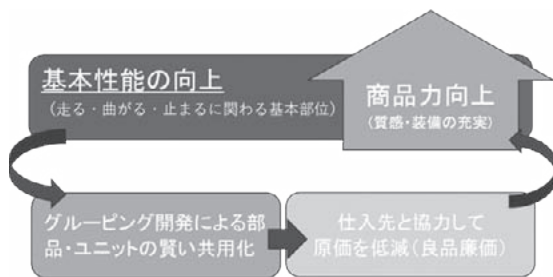 基本性能の向上
(走る・曲がる・止まるに関わる基本部位)
商品力向上
(質感・装備の充実)
グルーピング開発による部
品・ユニットの賢い共用化
仕入先と協力して
原価を低減(良品廉価)